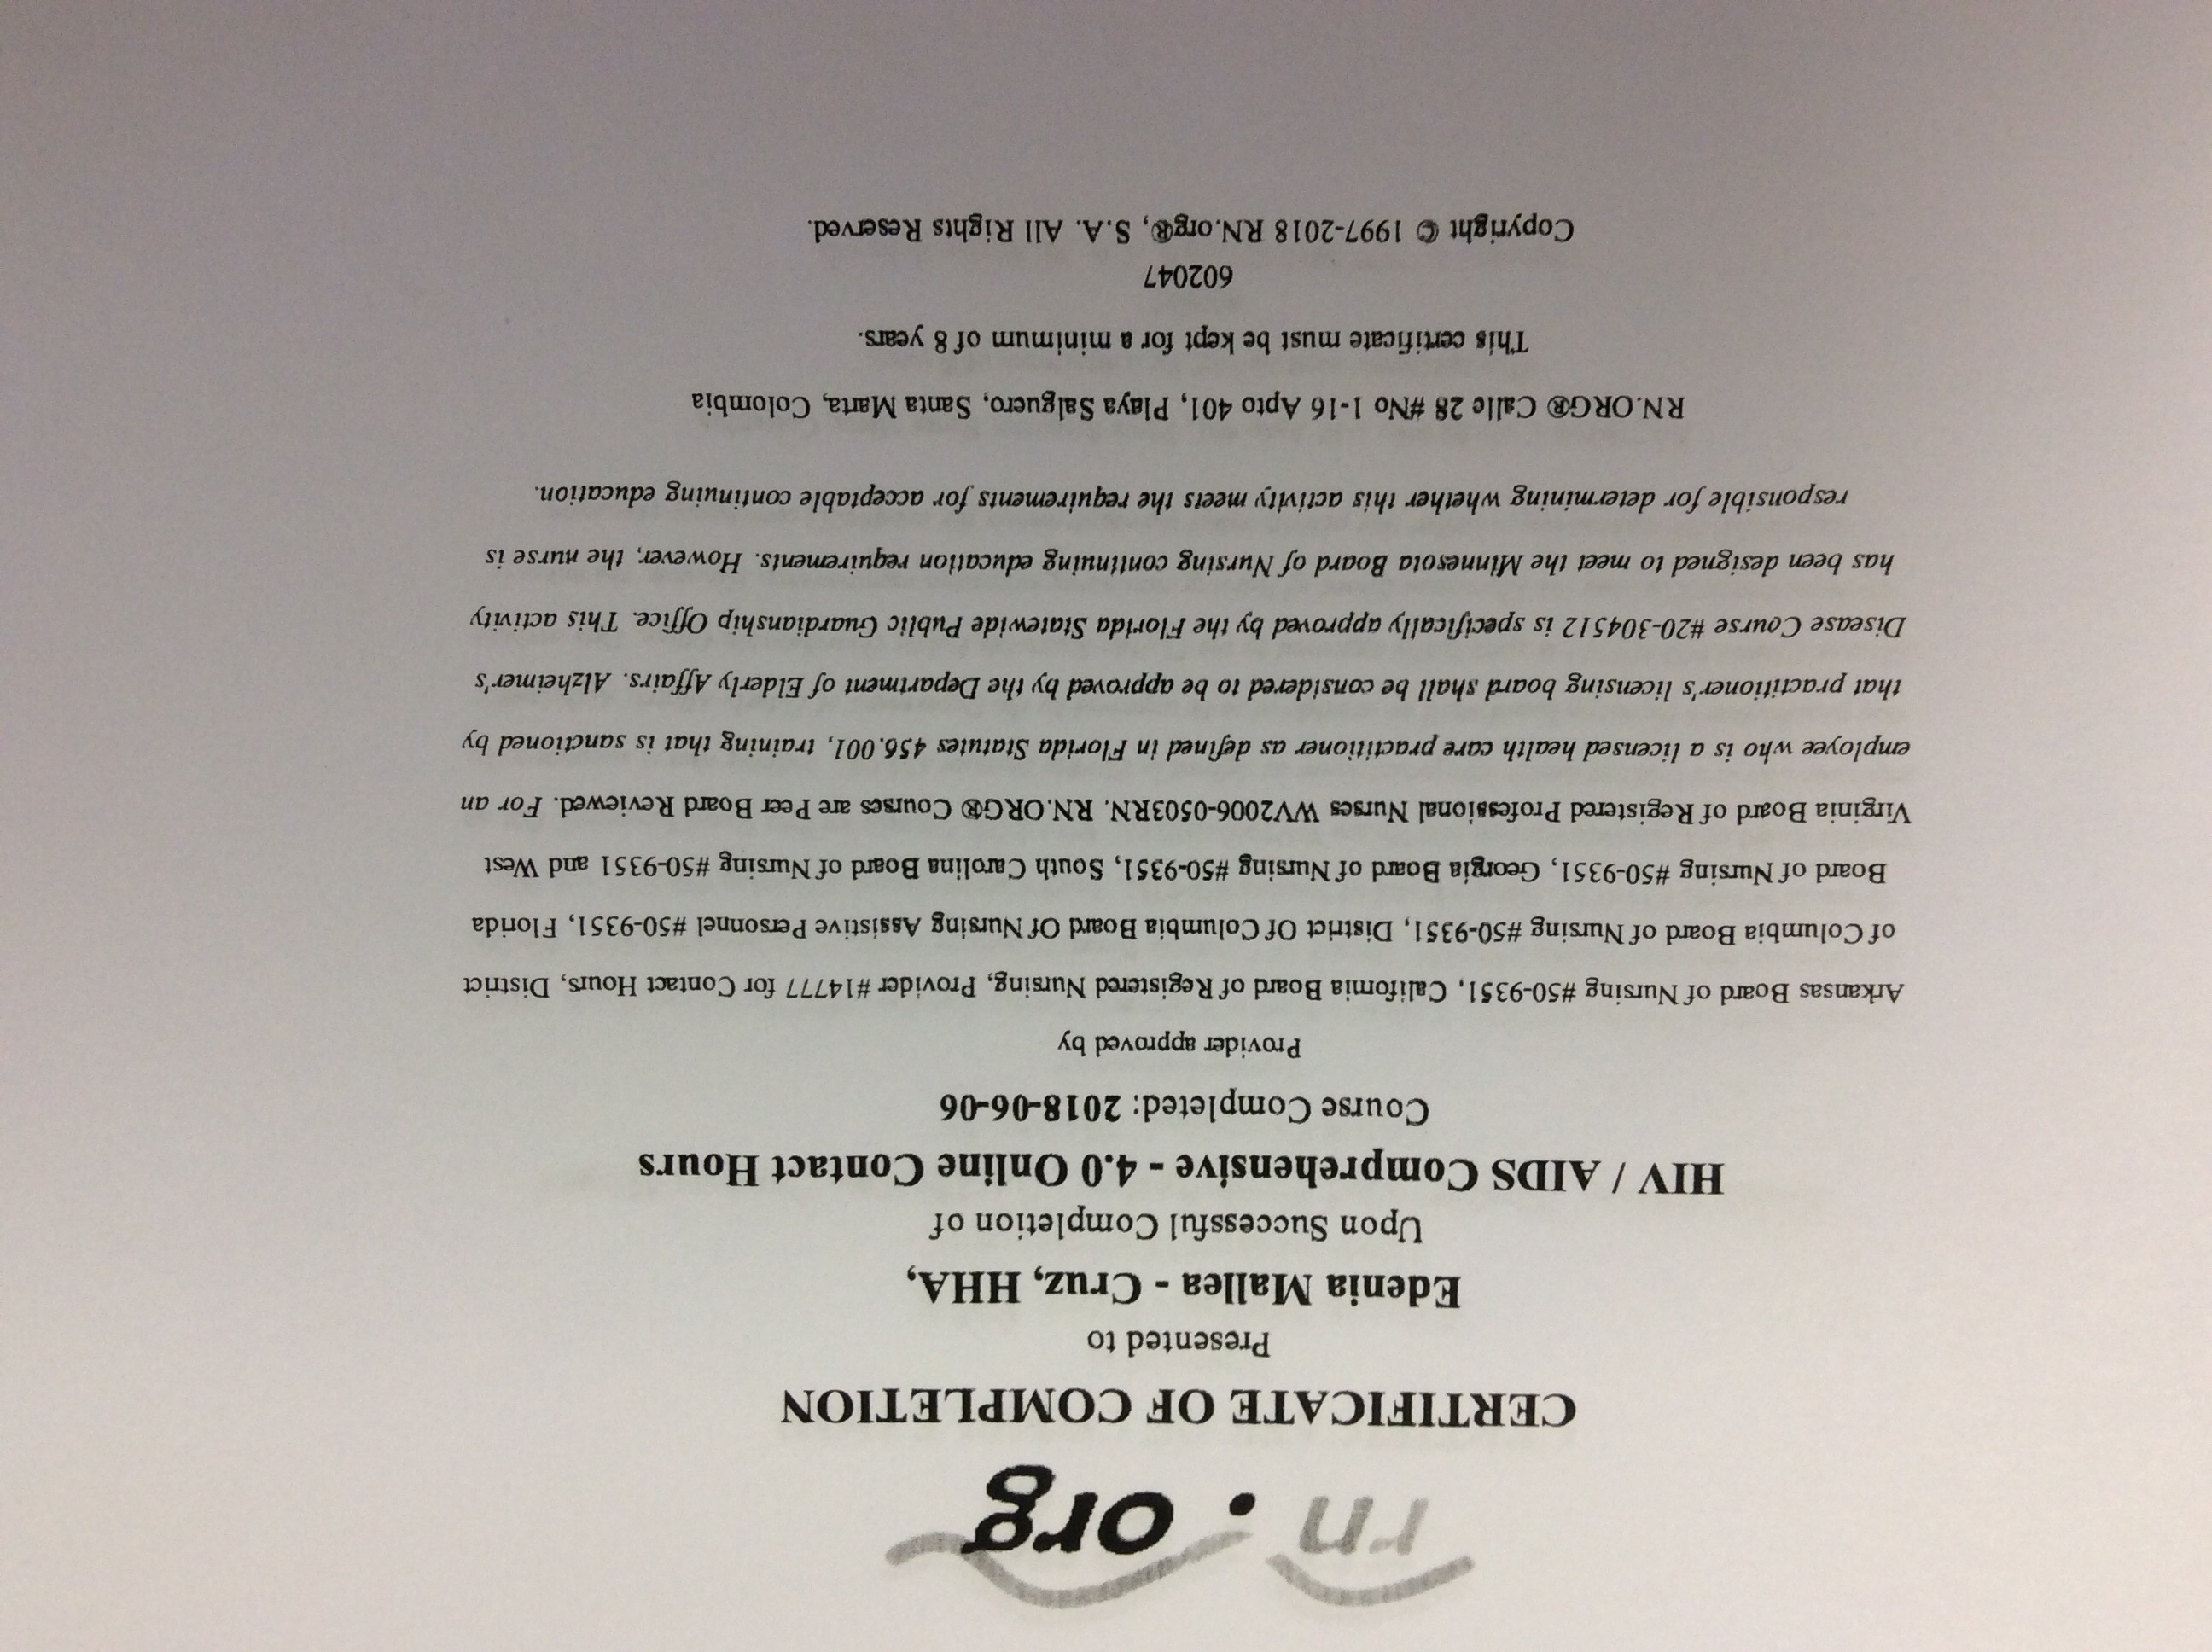 rn.org
CERTIFICATE OF COMPLETION
Presented to
Edenia Mallea - Cruz, HHA,
Upon Successful Completion of
HIV / AIDS Comprehensive - 4.0 Online Contact Hours
Course Completed: 2018-06-06
Provider approved by
Arkansas Board of Nursing #50-9351, California Board of Registered Nursing, Provider #14777 for Contact Hours, District
of Columbia Board of Nursing #50-9351, District Of Columbia Board Of Nursing Assistive Personnel #50-9351, Florida
Board of Nursing #50-9351, Georgia Board of Nursing #50-9351, South Carolina Board of Nursing #50-9351 and West
Virginia Board of Registered Professional Nurses WV2006-0503RN. RN.ORG® Courses are Peer Board Reviewed. For an
employee who is a licensed health care practitioner as defined in Florida Statutes 456.001, training that is sanctioned by
that practitioner's licensing board shall be considered to be approved by the Department of Elderly Affairs. Alzheimer's
Disease Course #20-304512 is specifically approved by the Florida Statewide Public Guardianship Office. This activity
has been designed to meet the Minnesota Board of Nursing continuing education requirements. However, the nurse is
responsible for determining whether this activity meets the requirements for acceptable continuing education.
RN.ORG® Calle 28 #No 1-16 Apto 401, Playa Salguero, Santa Marta, Colombia
This certificate must be kept for a minimum of 8 years.
602047
Copyright © 1997-2018 RN.org®, S.A. All Rights Reserved.